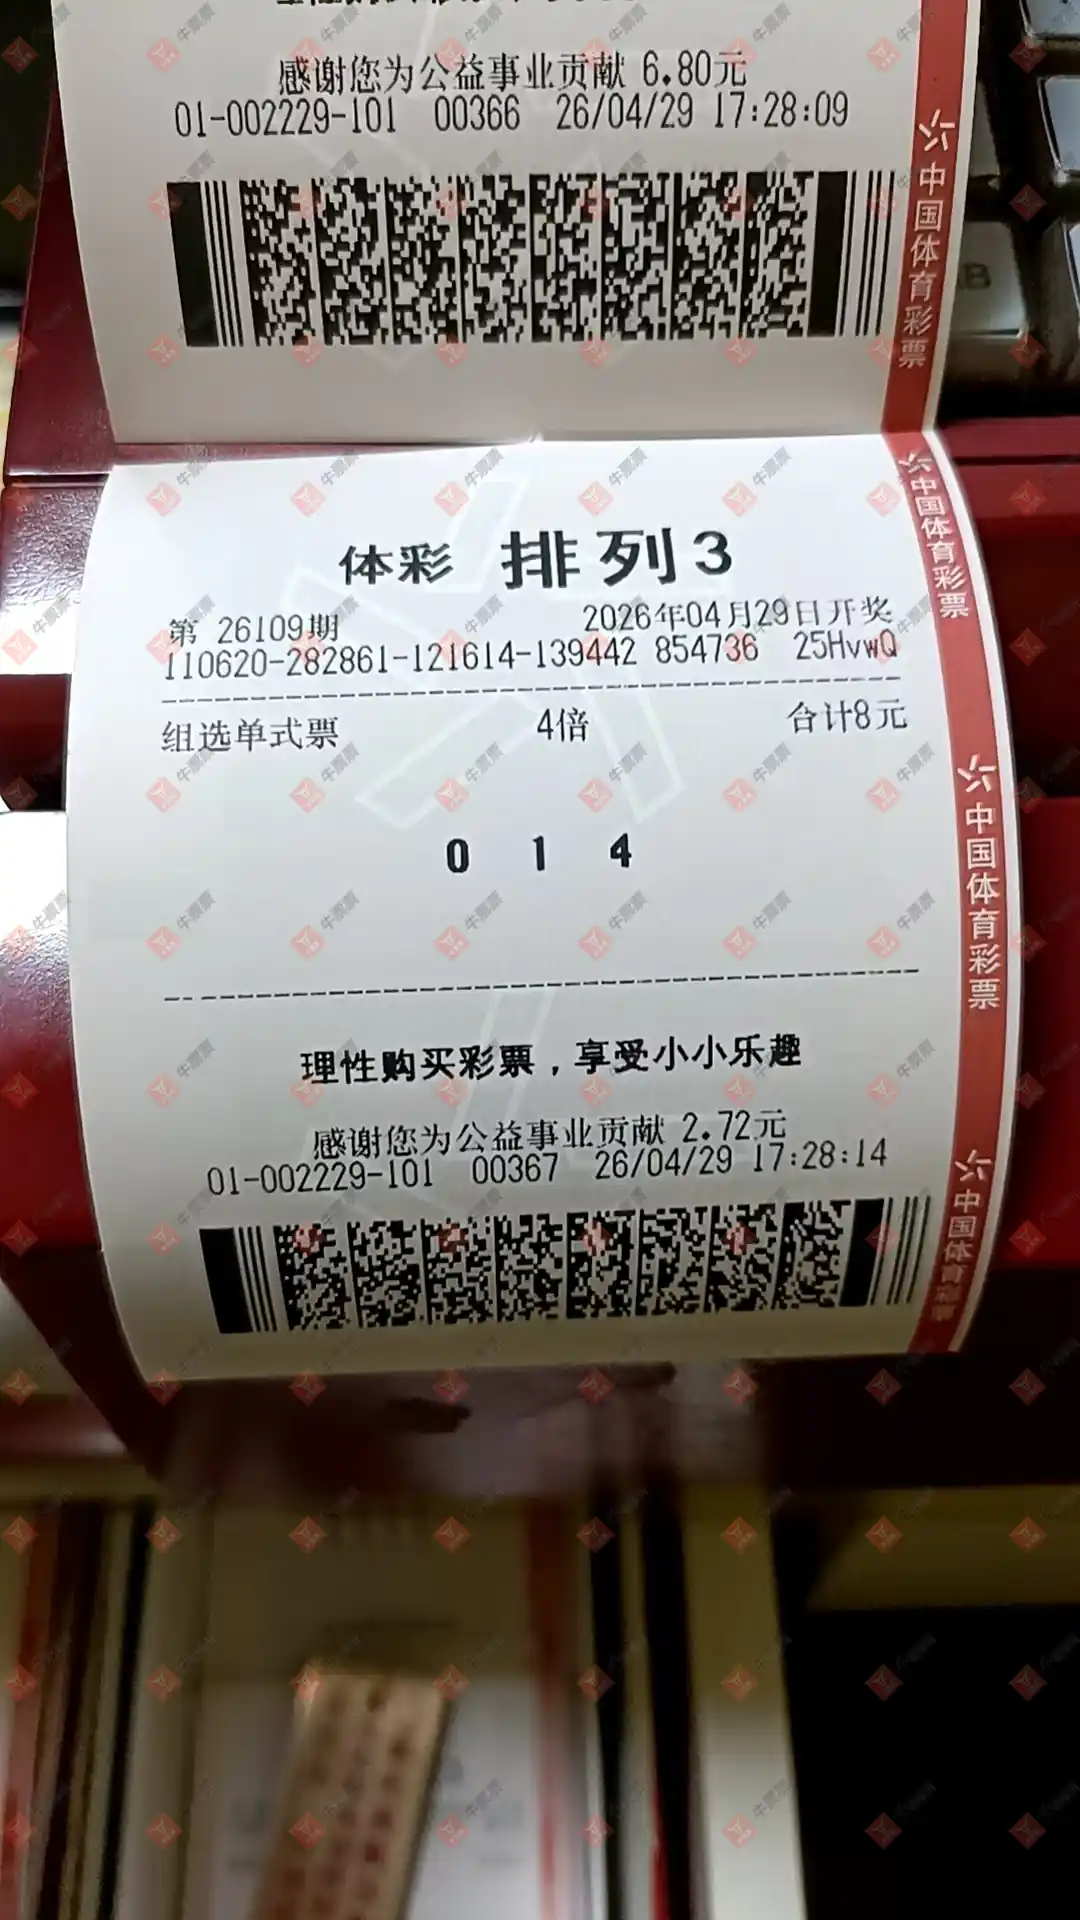 感谢您为公益事业贡献 6.80元
01-002229-101 00366 26/04/29 17:28:09
中国体育彩票
体彩 排列3
第 26109期 2026年04月29日开奖
110620-282861-121614-139442 854736 25HvwQ
组选单式票 4倍 合计8元
0 1 4
理性购买彩票，享受小小乐趣
感谢您为公益事业贡献 2.72元
01-002229-101 00367 26/04/29 17:28:14
中国体育彩票
中国体育彩票
中国体育彩票
牛票票